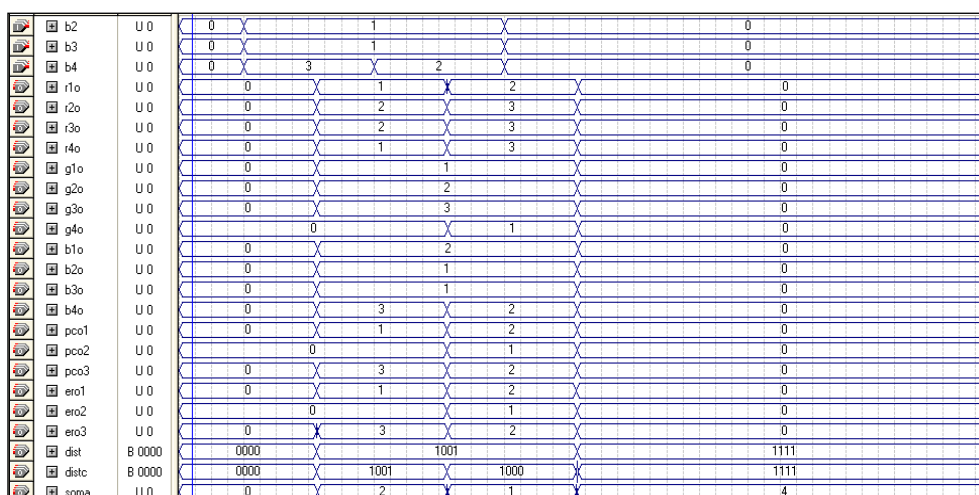 b2 U 0 0 1 0
b3 U 0 0 1 0
b4 U 0 0 3 2 0
r1o U 0 0 1 2 0
r2o U 0 0 2 3 0
r3o U 0 0 2 3 0
r4o U 0 0 1 3 0
g1o U 0 0 1 0
g2o U 0 0 2 0
g3o U 0 0 3 0
g4o U 0 0 1 0
b1o U 0 0 2 0
b2o U 0 0 1 0
b3o U 0 0 1 0
b4o U 0 0 3 2 0
pco1 U 0 0 1 2 0
pco2 U 0 0 1 0
pco3 U 0 0 3 2 0
ero1 U 0 0 1 2 0
ero2 U 0 0 1 0
ero3 U 0 0 3 2 0
dist B 0000 0000 1001 1111
distc B 0000 0000 1001 1000 1111
soma U 0 0 2 1 4